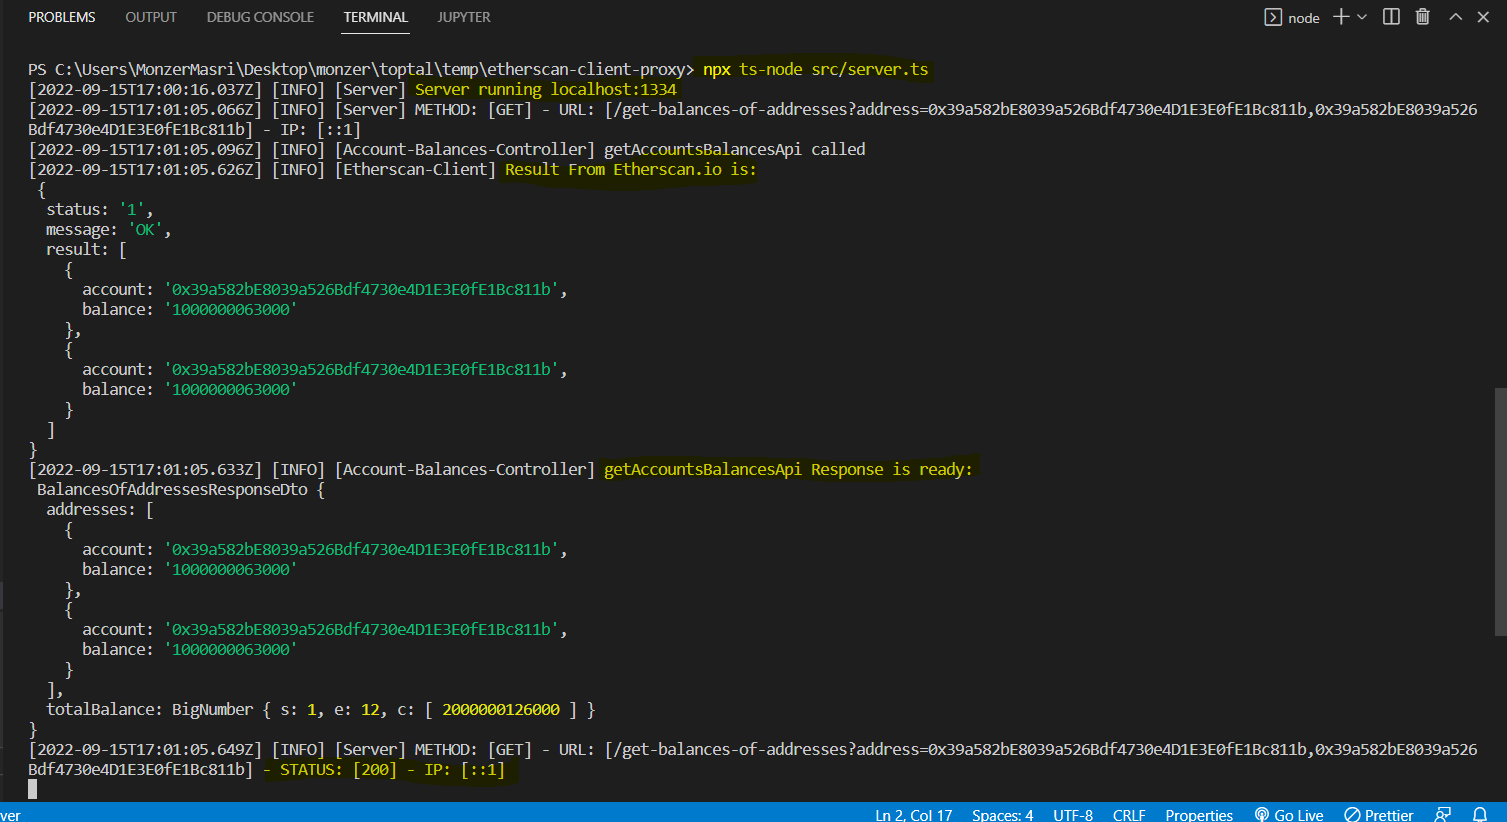 PROBLEMS OUTPUT DEBUG CONSOLE TERMINAL JUPYTER node
PS C:\Users\MonzerMasri\Desktop\monzer\toptal\temp\etherscan-client-proxy> npx ts-node src/server.ts
[2022-09-15T17:00:16.037Z] [INFO] [Server] Server running localhost:1334
[2022-09-15T17:01:05.066Z] [INFO] [Server] METHOD: [GET] - URL: [/get-balances-of-addresses?address=0x39a582bE8039a526Bdf4730e4D1E3E0fE1Bc811b,0x39a582bE8039a526
Bdf4730e4D1E3E0fE1Bc811b] - IP: [::1]
[2022-09-15T17:01:05.096Z] [INFO] [Account-Balances-Controller] getAccountsBalancesApi called
[2022-09-15T17:01:05.626Z] [INFO] [Etherscan-Client] Result From Etherscan.io is:
{
status: '1',
message: 'OK',
result: [
{
account: '0x39a582bE8039a526Bdf4730e4D1E3E0fE1Bc811b',
balance: '1000000063000'
},
{
account: '0x39a582bE8039a526Bdf4730e4D1E3E0fE1Bc811b',
balance: '1000000063000'
}
]
}
[2022-09-15T17:01:05.633Z] [INFO] [Account-Balances-Controller] getAccountsBalancesApi Response is ready:
BalancesOfAddressesResponseDto {
addresses: [
{
account: '0x39a582bE8039a526Bdf4730e4D1E3E0fE1Bc811b',
balance: '1000000063000'
},
{
account: '0x39a582bE8039a526Bdf4730e4D1E3E0fE1Bc811b',
balance: '1000000063000'
}
],
totalBalance: BigNumber { s: 1, e: 12, c: [ 2000000126000 ] }
}
[2022-09-15T17:01:05.649Z] [INFO] [Server] METHOD: [GET] - URL: [/get-balances-of-addresses?address=0x39a582bE8039a526Bdf4730e4D1E3E0fE1Bc811b,0x39a582bE8039a526
Bdf4730e4D1E3E0fE1Bc811b] - STATUS: [200] - IP: [::1]
ver Ln 2, Col 17 Spaces: 4 UTF-8 CRLF Properties Go Live Prettier